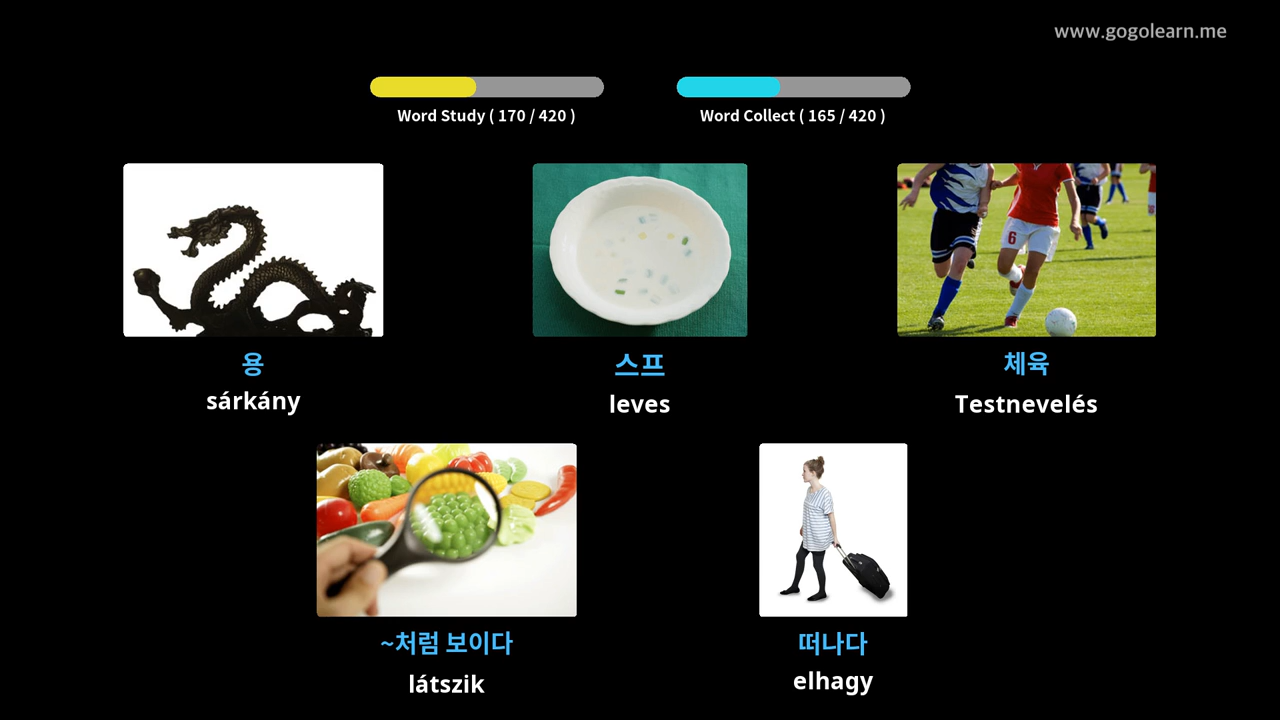 www.gogolearn.me
Word Study ( 170 / 420 )
Word Collect ( 165 / 420 )
용
sárkány
스프
leves
체육
Testnevelés
6
~처럼 보이다
látszik
떠나다
elhagy